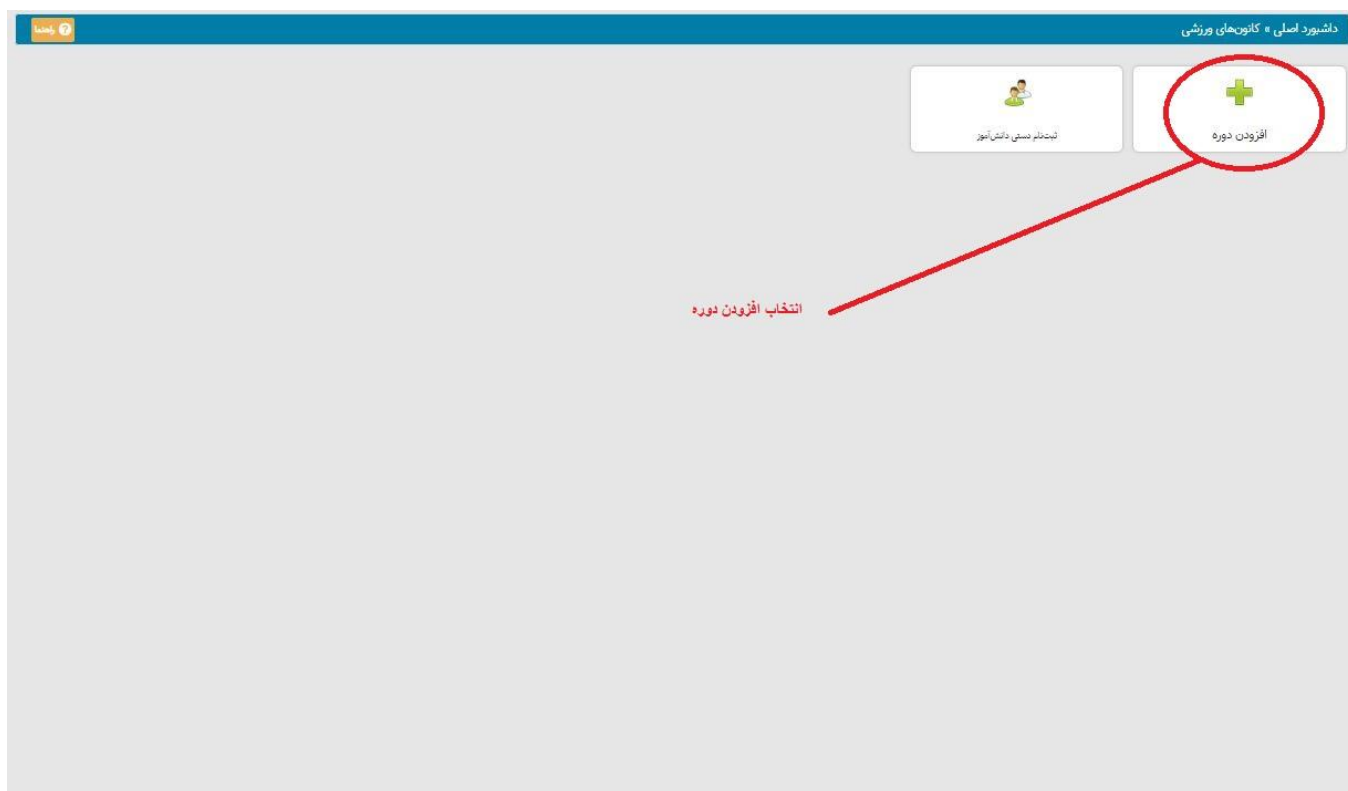 داشبورد اصلی » کانون‌های ورزشی
راهنما
افزودن دوره
ثبت‌نام دستی دانش‌آموز
انتخاب افزودن دوره